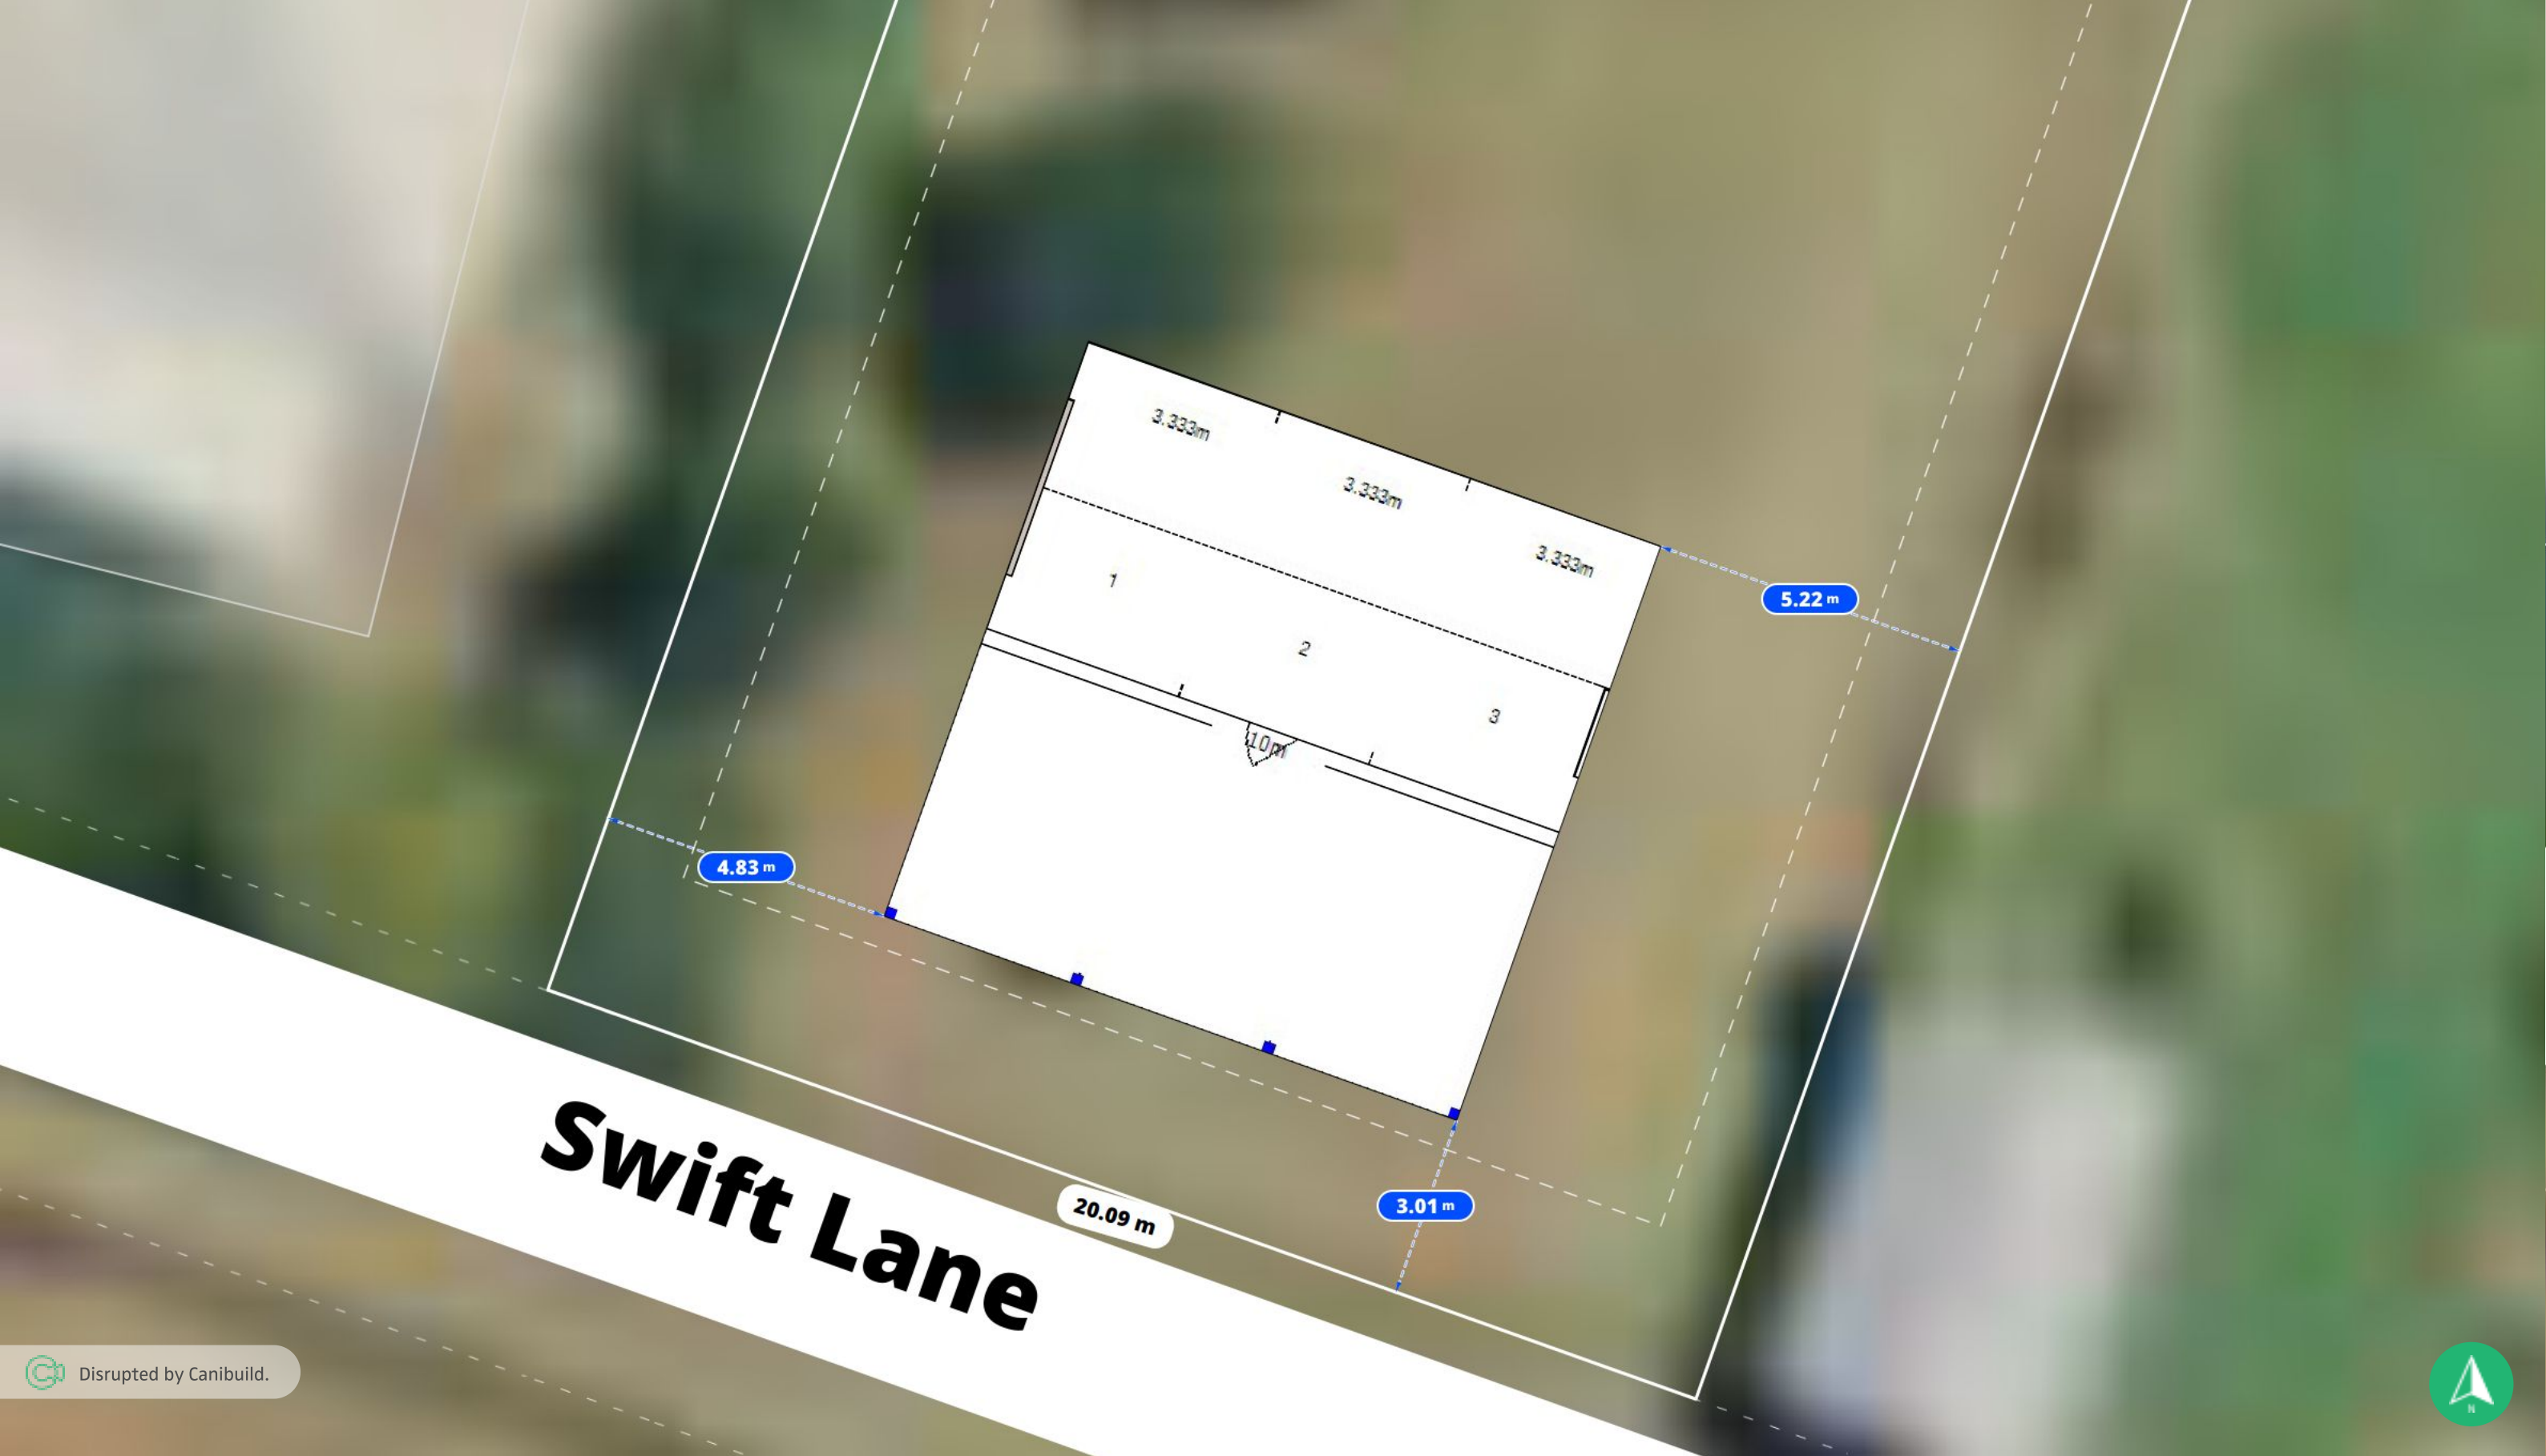 3.333m
3.333m
3.333m
5.22 m
1
2
3
10m
4.83 m
3.01 m
20.09 m
Swift Lane
Disrupted by Canibuild.
N